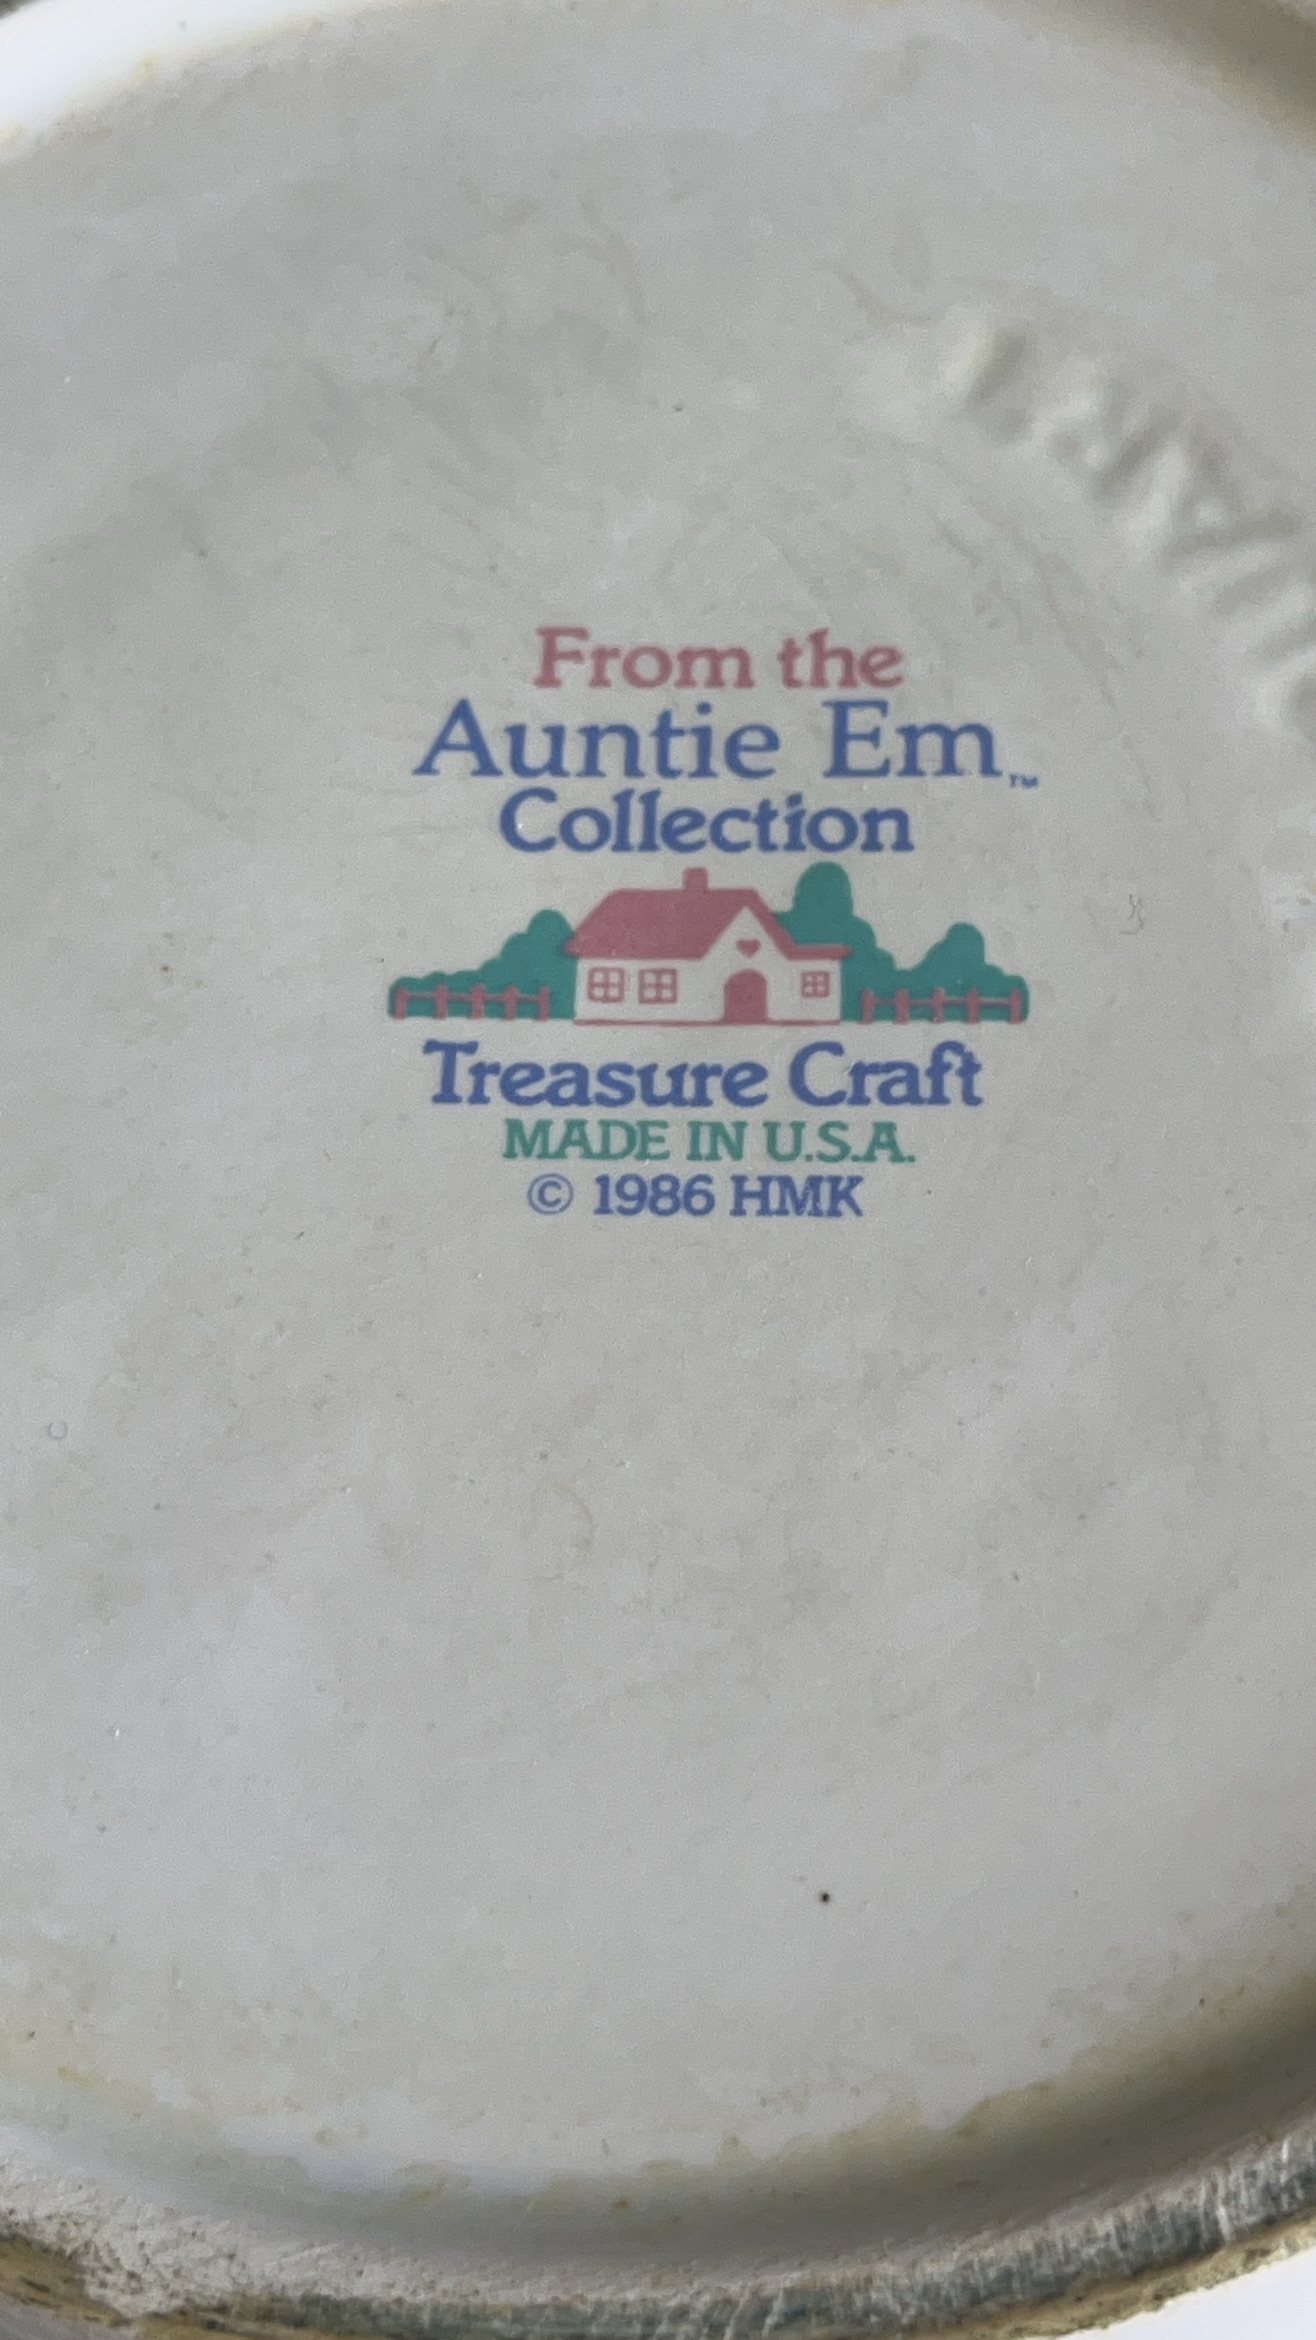 From the
Auntie Em™
Collection
Treasure Craft
MADE IN U.S.A.
© 1986 HMK